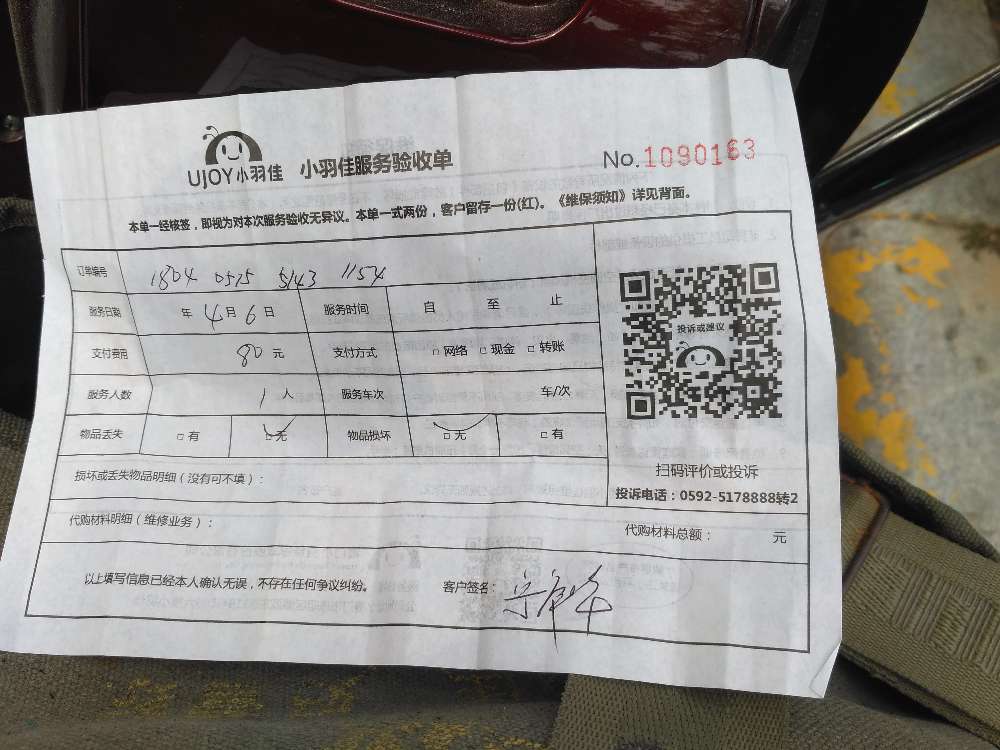 UJOY小羽佳 小羽佳服务验收单 No.1090163
本单一经核签，即视为对本次服务验收无异议。本单一式两份，客户留存一份(红)。《维保须知》详见背面。
订单编号 1804 0575 5143 1154
服务日期 年 4月 6日 服务时间 自 至 止
支付费用 80 元 支付方式 □网络 □现金 □转账
服务人数 1 人 服务车次 车/次
物品丢失 □有 □无 物品损坏 □无 □有
投诉或建议
扫码评价或投诉
投诉电话：0592-5178888转2
损坏或丢失物品明细（没有可不填）：
代购材料明细（维修业务）： 代购材料总额： 元
以上填写信息已经本人确认无误，不存在任何争议纠纷。 客户签名：